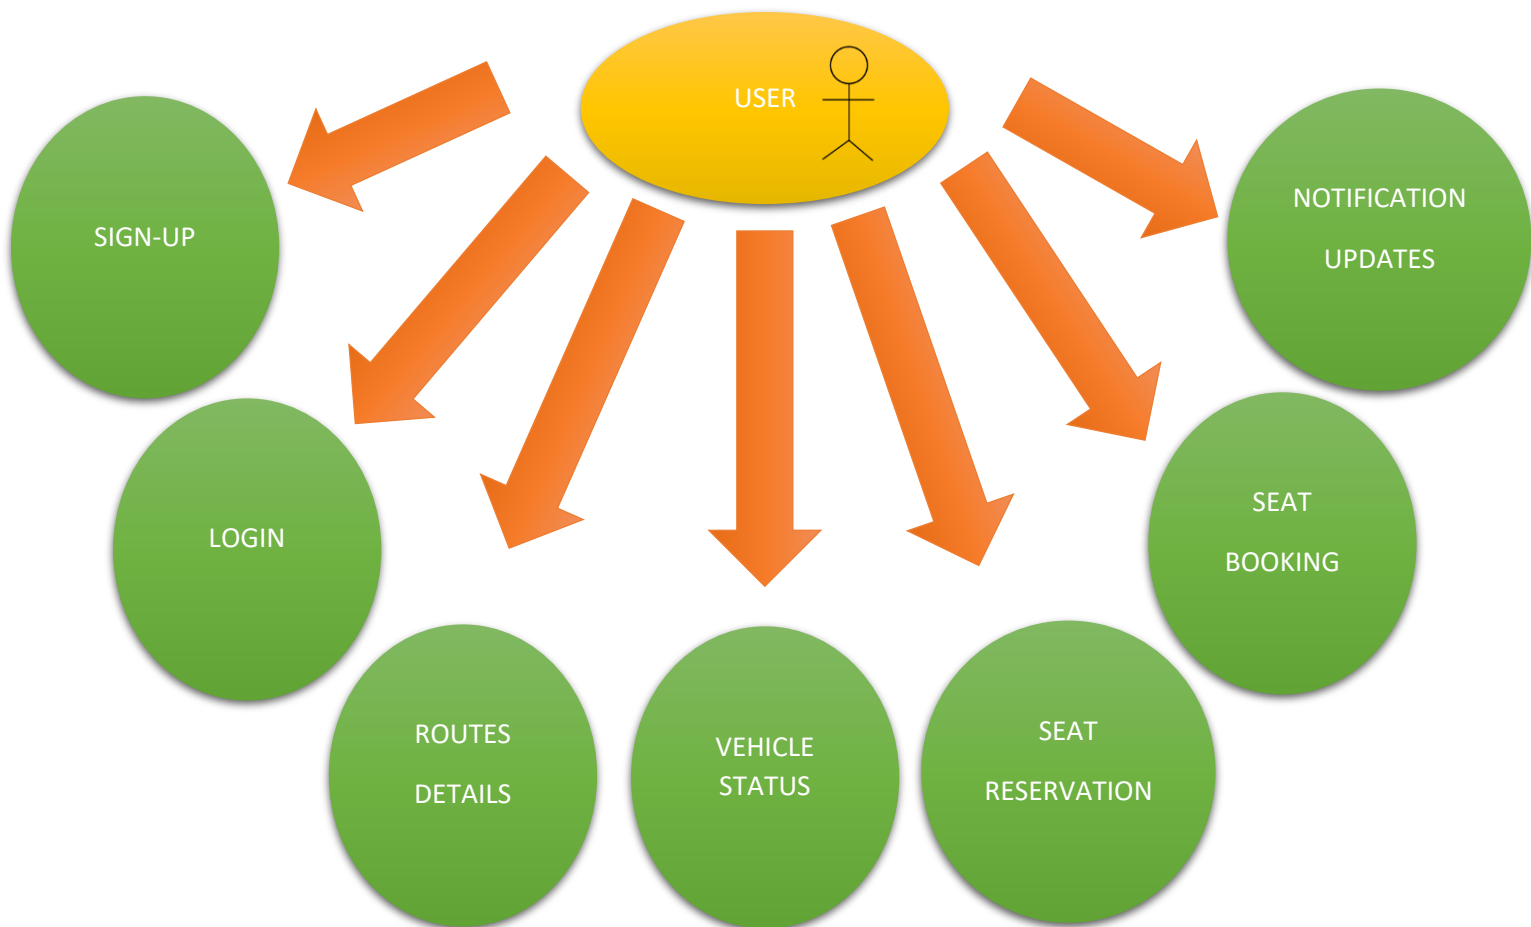 USER
SIGN-UP
NOTIFICATION
UPDATES
LOGIN
SEAT
BOOKING
ROUTES
DETAILS
VEHICLE
STATUS
SEAT
RESERVATION